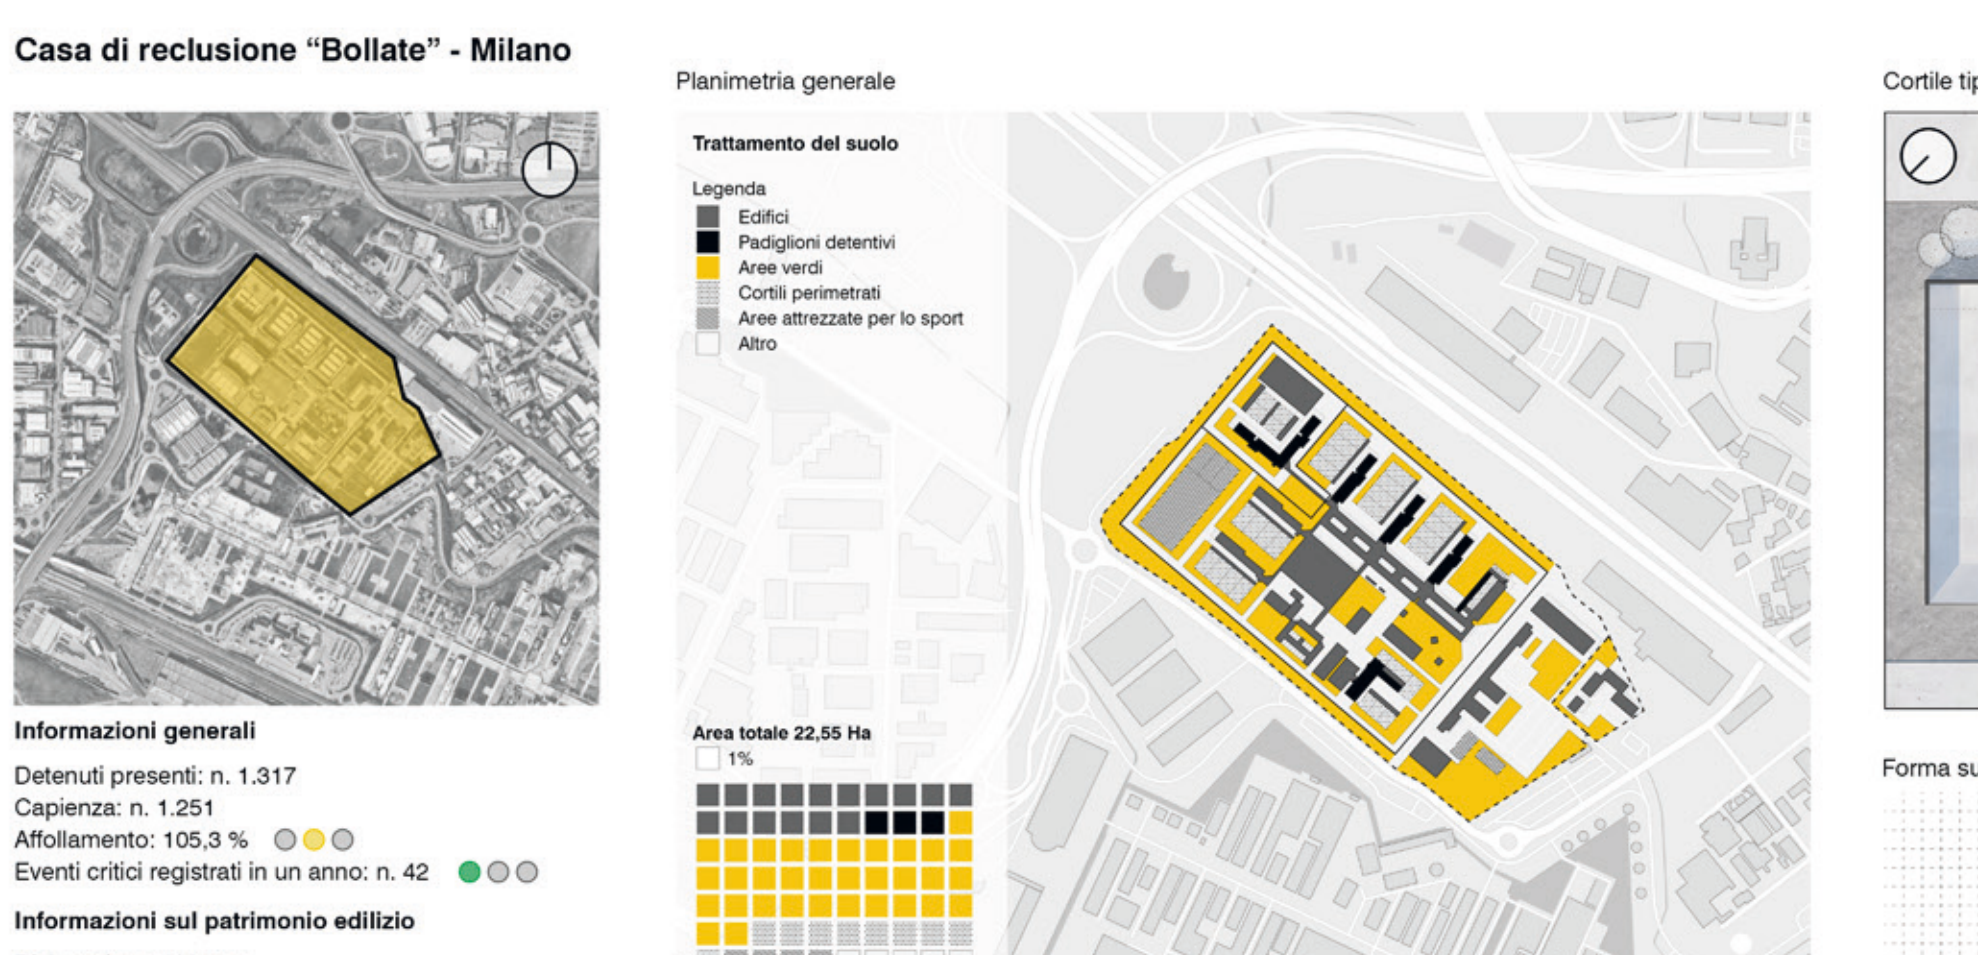 Casa di reclusione “Bollate” - Milano
Informazioni generali
Detenuti presenti: n. 1.317
Capienza: n. 1.251
Affollamento: 105,3 %
Eventi critici registrati in un anno: n. 42
Informazioni sul patrimonio edilizio
Planimetria generale
Trattamento del suolo
Legenda
Edifici
Padiglioni detentivi
Aree verdi
Cortili perimetrati
Aree attrezzate per lo sport
Altro
Area totale 22,55 Ha
1%
Cortile
Forma